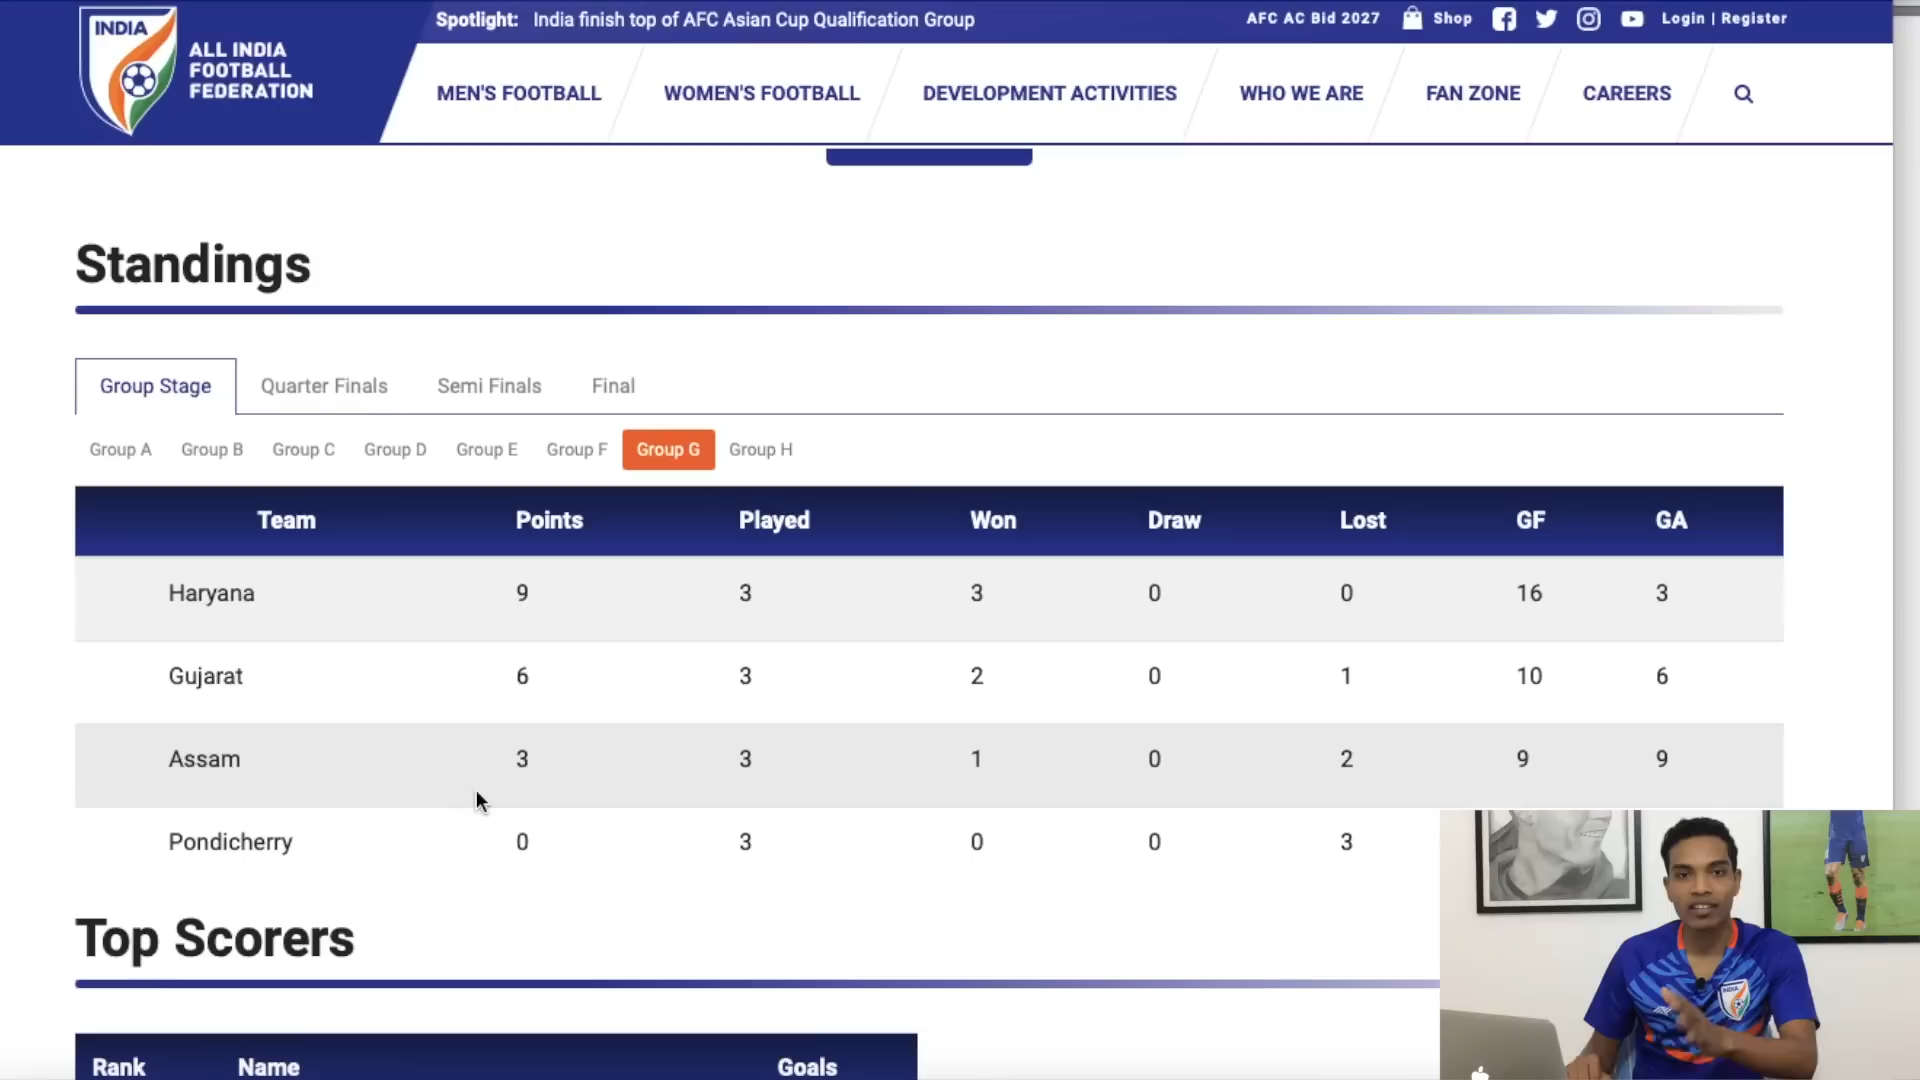 Spotlight: India finish top of AFC Asian Cup Qualification Group
AFC AC Bid 2027 Shop Login | Register
INDIA
ALL INDIA
FOOTBALL
FEDERATION
MEN'S FOOTBALL WOMEN'S FOOTBALL DEVELOPMENT ACTIVITIES WHO WE ARE FAN ZONE CAREERS
Standings
Group Stage Quarter Finals Semi Finals Final
Group A Group B Group C Group D Group E Group F Group G Group H
Team Points Played Won Draw Lost GF GA
Haryana 9 3 3 0 0 16 3
Gujarat 6 3 2 0 1 10 6
Assam 3 3 1 0 2 9 9
Pondicherry 0 3 0 0 3
Top Scorers
Rank Name Goals
INDIA